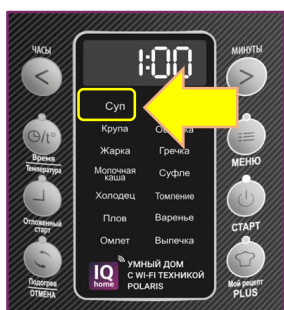 ЧАСЫ
МИНУТЫ
1:00
Суп
Крупа
Жарка
Гречка
Молочная
каша
Суфле
Холодец
Томление
Плов
Варенье
Омлет
Выпечка
t°
Время
Температура
МЕНЮ
Отложенный
старт
СТАРТ
Подогрев
ОТМЕНА
Мой рецепт
PLUS
IQ
home
УМНЫЙ ДОМ
С WI-FI ТЕХНИКОЙ
POLARIS